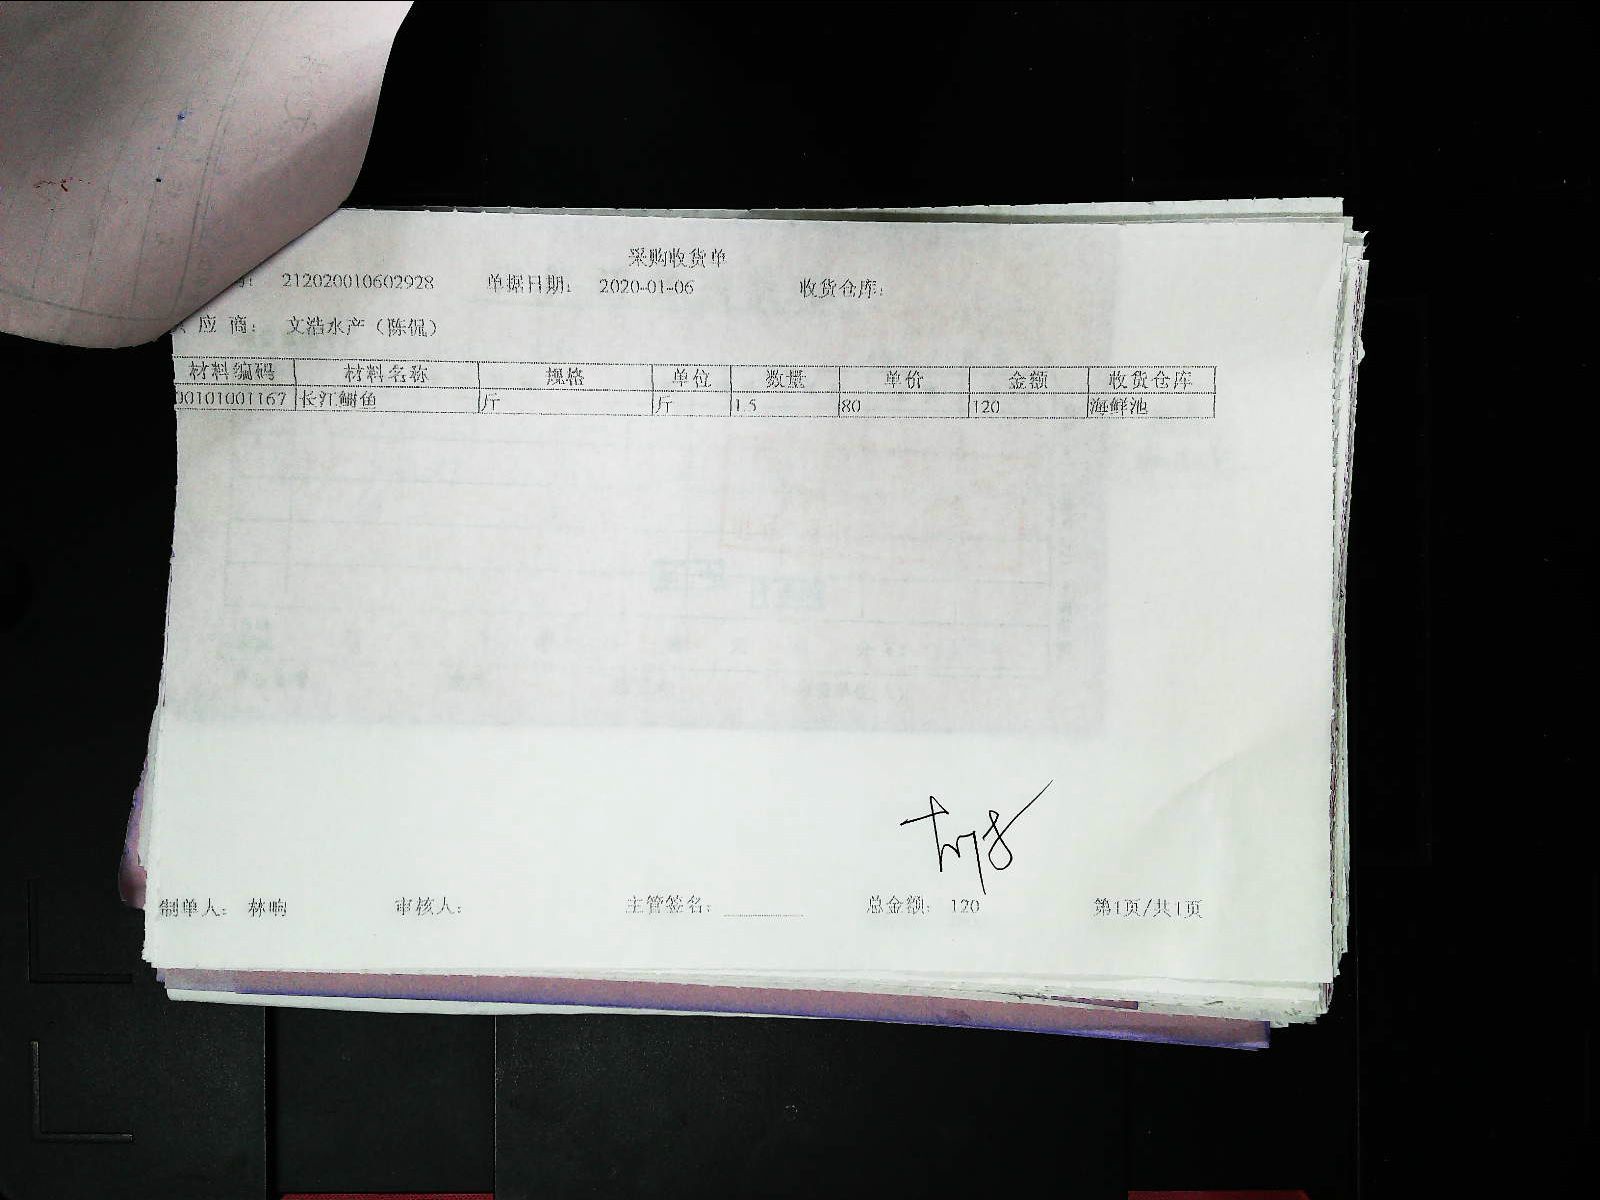 采购收货单
212020010602928 单据日期: 2020-01-06 收货仓库:
应 商: 文浩水产（陈侃）
材料编码 材料名称 规格 单位 数量 单价 金额 收货仓库
00101001167 长江鮰鱼 斤 斤 1.5 80 120 海鲜池
制单人: 林响 审核人: 主管签名: 总金额: 120 第1页/共1页